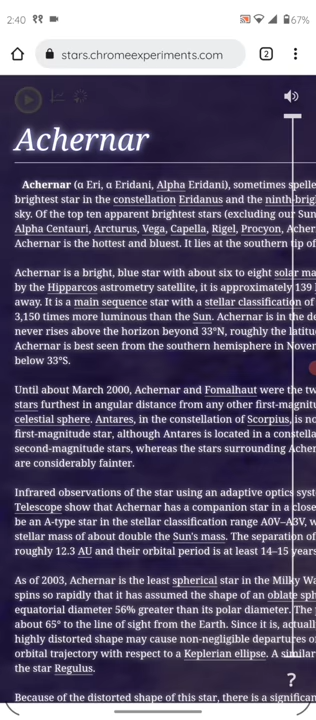 2:40
67%
stars.chromeexperiments.com
2
Achernar
Achernar (α Eri, α Eridani, Alpha Eridani), sometimes spelle
brightest star in the constellation Eridanus and the ninth-brigh
sky. Of the top ten apparent brightest stars (excluding our Sun
Alpha Centauri, Arcturus, Vega, Capella, Rigel, Procyon, Acher
Achernar is the hottest and bluest. It lies at the southern tip of
Achernar is a bright, blue star with about six to eight solar ma
by the Hipparcos astrometry satellite, it is approximately 139 l
away. It is a main sequence star with a stellar classification of
3,150 times more luminous than the Sun. Achernar is in the de
never rises above the horizon beyond 33°N, roughly the latitu
Achernar is best seen from the southern hemisphere in Nover
below 33°S.
Until about March 2000, Achernar and Fomalhaut were the tw
stars furthest in angular distance from any other first-magnitu
celestial sphere. Antares, in the constellation of Scorpius, is no
first-magnitude star, although Antares is located in a constella
second-magnitude stars, whereas the stars surrounding Acher
are considerably fainter.
Infrared observations of the star using an adaptive optics syst
Telescope show that Achernar has a companion star in a close
be an A-type star in the stellar classification range A0V–A3V, w
stellar mass of about double the Sun's mass. The separation of
roughly 12.3 AU and their orbital period is at least 14–15 years
As of 2003, Achernar is the least spherical star in the Milky Wa
spins so rapidly that it has assumed the shape of an oblate sph
equatorial diameter 56% greater than its polar diameter. The p
about 65° to the line of sight from the Earth. Since it is, actually
highly distorted shape may cause non-negligible departures o
orbital trajectory with respect to a Keplerian ellipse. A similar
the star Regulus.
?
Because of the distorted shape of this star, there is a significan